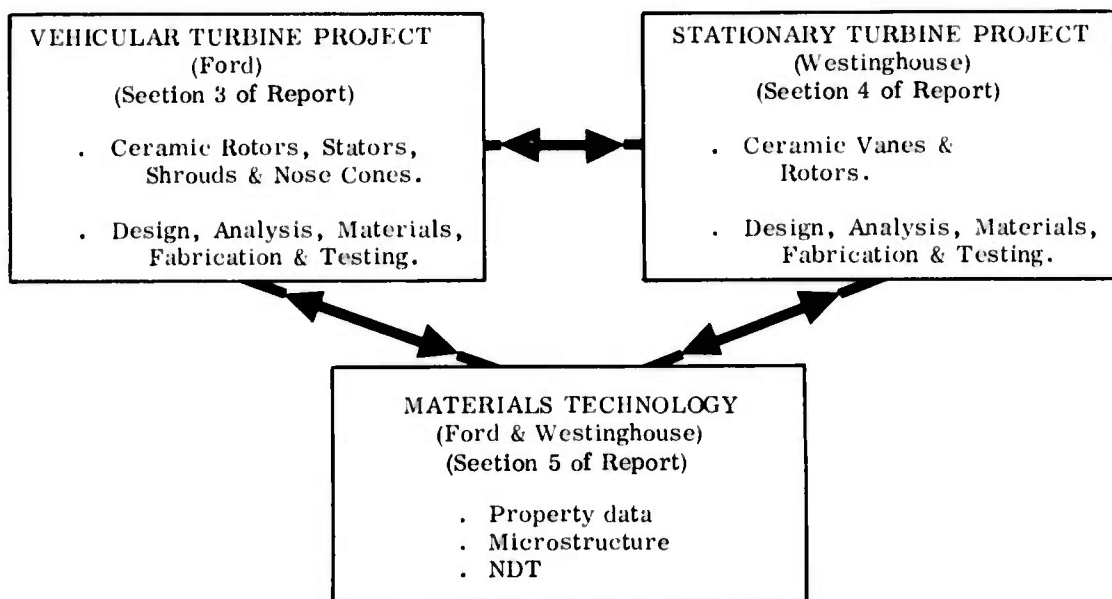 VEHICULAR TURBINE PROJECT
(Ford)
(Section 3 of Report)
. Ceramic Rotors, Stators,
Shrouds & Nose Cones.
. Design, Analysis, Materials,
Fabrication & Testing.
STATIONARY TURBINE PROJECT
(Westinghouse)
(Section 4 of Report)
. Ceramic Vanes &
Rotors.
. Design, Analysis, Materials,
Fabrication & Testing.
MATERIALS TECHNOLOGY
(Ford & Westinghouse)
(Section 5 of Report)
. Property data
. Microstructure
. NDT